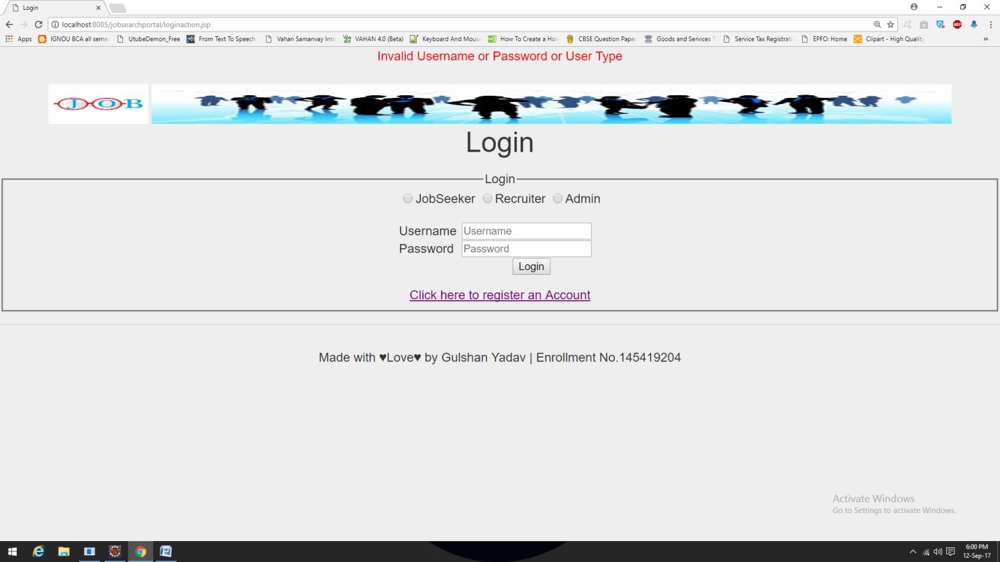 Login
localhost:8085/jobsearchportal/loginaction.jsp
Apps IGNOU BCA all semes UtubeDemon_Free From Text To Speech Vahan Samanvay Inte VAHAN 4.0 (Beta) Keyboard And Mouse How To Create a How CBSE Question Paper Goods and Services T Service Tax Registrati EPFO: Home Clipart - High Quality »
Invalid Username or Password or User Type
JOB
Login
Login
JobSeeker Recruiter Admin
Username Username
Password Password
Login
Click here to register an Account
Made with ♥Love♥ by Gulshan Yadav | Enrollment No.145419204
Activate Windows
Go to Settings to activate Windows.
6:00 PM
12-Sep-17